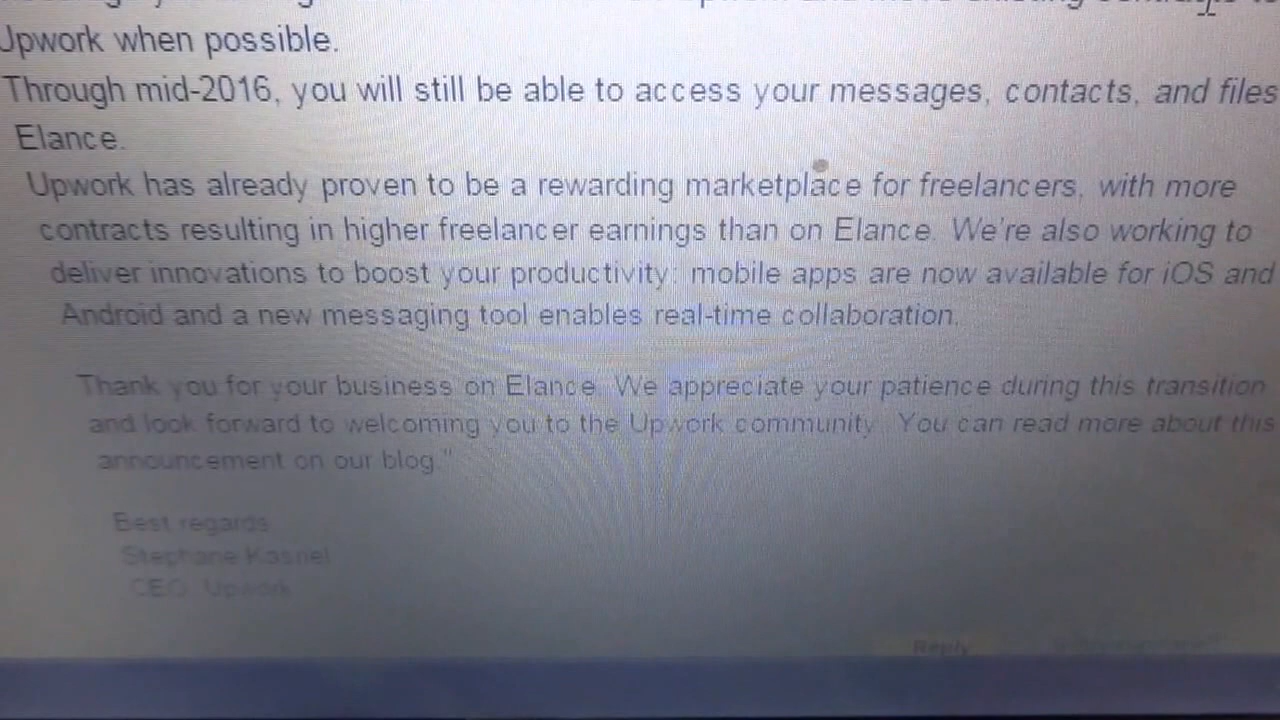 Upwork when possible.
Through mid-2016, you will still be able to access your messages, contacts, and files
Elance.
Upwork has already proven to be a rewarding marketplace for freelancers, with more
contracts resulting in higher freelancer earnings than on Elance. We're also working to
deliver innovations to boost your productivity: mobile apps are now available for iOS and
Android and a new messaging tool enables real-time collaboration.
Thank you for your business on Elance. We appreciate your patience during this transition
and look forward to welcoming you to the Upwork community. You can read more about this
announcement on our blog."
Best regards,
Stephane Kasriel
CEO, Upwork
Reply